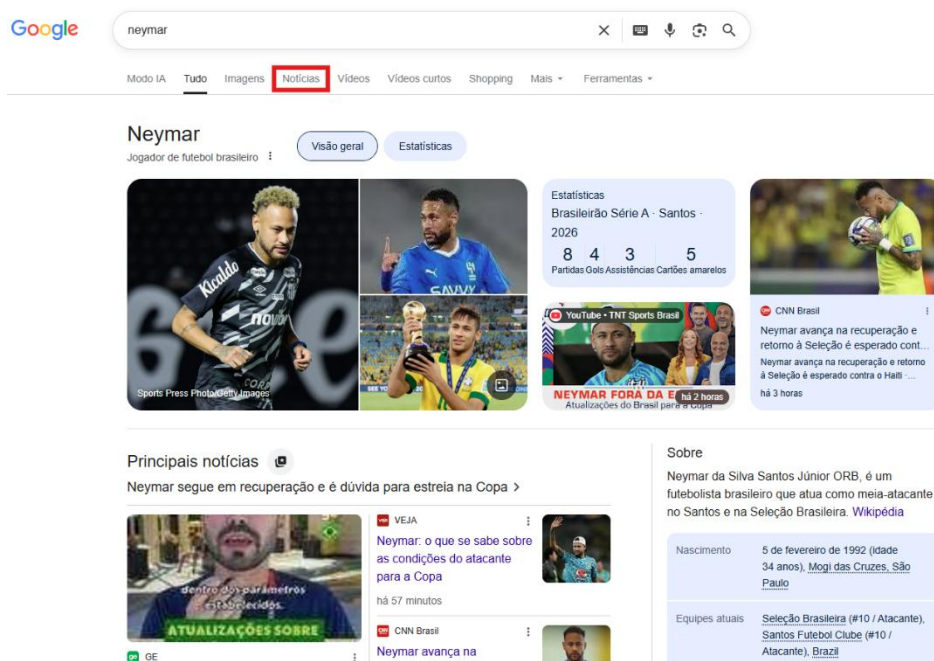 Google
neymar
Modo IA Tudo Imagens Notícias Vídeos Vídeos curtos Shopping Mais Ferramentas
Neymar
Jogador de futebol brasileiro
Visão geral
Estatísticas
Kicaldo
Sports Press Photo/Getty Images
SAVVY
Estatísticas
Brasileirão Série A · Santos ·
2026
8 4 3 5
Partidas Gols Assistências Cartões amarelos
YouTube • TNT Sports Brasil
NEYMAR FORA DA E
há 2 horas
Atualizações do Brasil para a Copa
CNN Brasil
Neymar avança na recuperação e
retorno à Seleção é esperado cont...
Neymar avança na recuperação e retorno
à Seleção é esperado contra o Haiti ·...
há 3 horas
Principais notícias
Neymar segue em recuperação e é dúvida para estreia na Copa >
dentro dos parâmetros
estabelecidos.
ATUALIZAÇÕES SOBRE
GE
VEJA
Neymar: o que se sabe sobre
as condições do atacante
para a Copa
há 57 minutos
CNN Brasil
Neymar avança na
Sobre
Neymar da Silva Santos Júnior ORB, é um
futebolista brasileiro que atua como meia-atacante
no Santos e na Seleção Brasileira. Wikipédia
Nascimento 5 de fevereiro de 1992 (idade
34 anos), Mogi das Cruzes, São
Paulo
Equipes atuais Seleção Brasileira (#10 / Atacante),
Santos Futebol Clube (#10 /
Atacante), Brazil